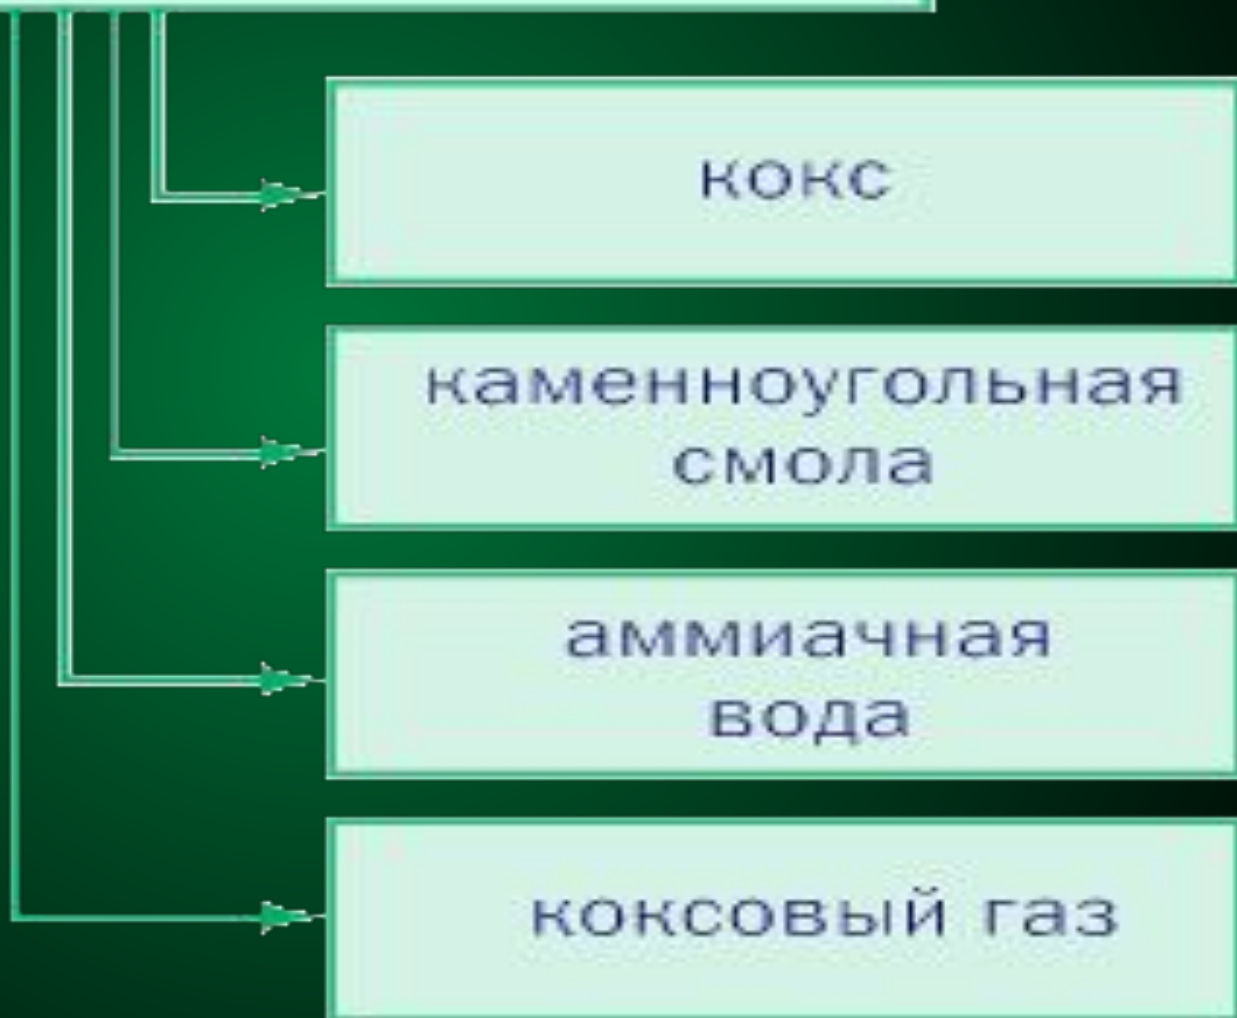 кокс
каменноугольная
смола
аммиачная
вода
коксовый газ